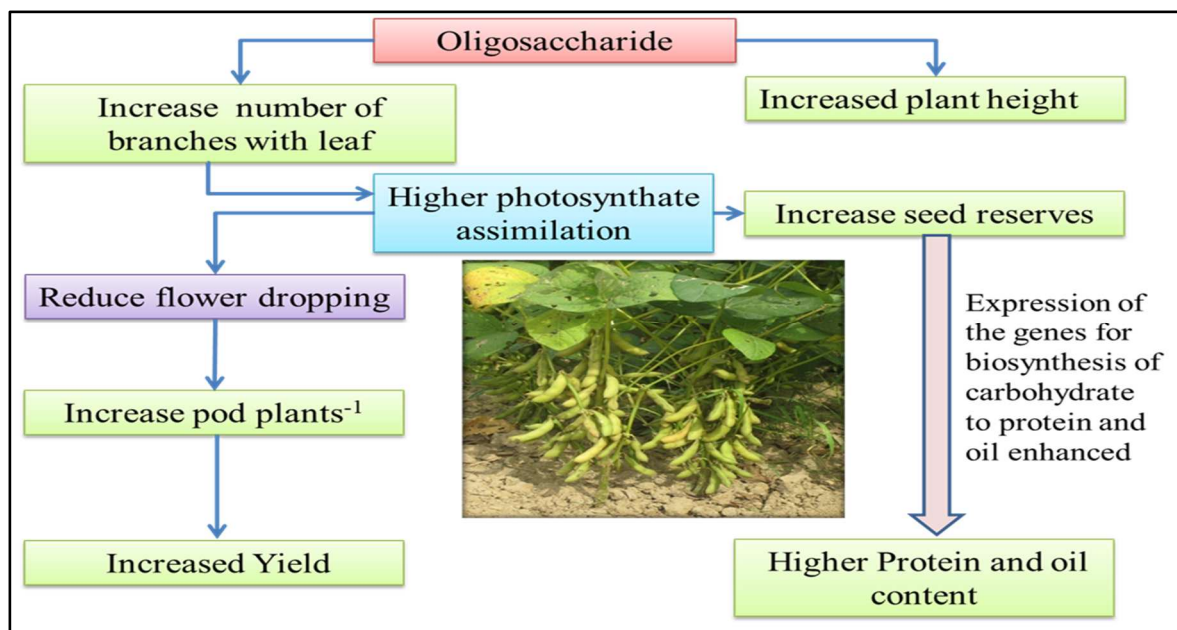 Oligosaccharide
Increase number of
branches with leaf
Increased plant height
Higher photosynthate
assimilation
Increase seed reserves
Reduce flower dropping
Expression of
the genes for
biosynthesis of
carbohydrate
to protein and
oil enhanced
Increase pod plants⁻¹
Increased Yield
Higher Protein and oil
content